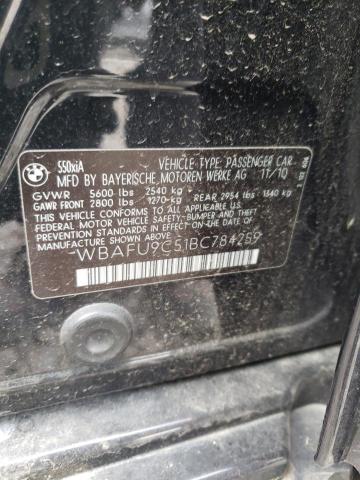 BMW
550xiA
VEHICLE TYPE: PASSENGER CAR
MFD BY BAYERISCHE MOTOREN WERKE AG 11/10
GVWR 5600 lbs 2540 kg
GAWR FRONT 2800 lbs 1270 kg REAR 2954 lbs 1340 kg
THIS VEHICLE CONFORMS TO ALL APPLICABLE
FEDERAL MOTOR VEHICLE SAFETY-, BUMPER-AND THEFT
PREVENTION STANDARDS IN EFFECT ON THE DATE OF
MANUFACTURE SHOWN ABOVE.
WBAFU9C51BC784259